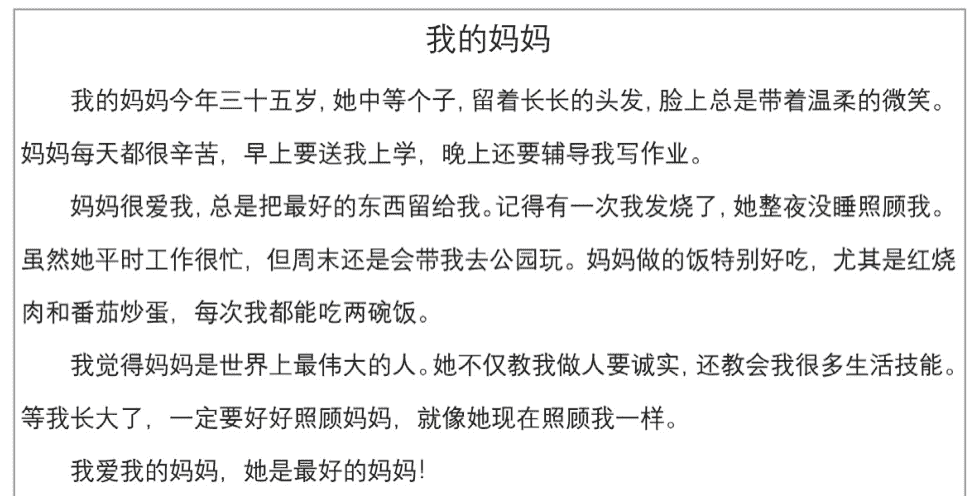 我的妈妈
我的妈妈今年三十五岁，她中等个子，留着长长的头发，脸上总是带着温柔的微笑。
妈妈每天都很辛苦，早上要送我上学，晚上还要辅导我写作业。
妈妈很爱我，总是把最好的东西留给我。记得有一次我发烧了，她整夜没睡照顾我。
虽然她平时工作很忙，但周末还是会带我去公园玩。妈妈做的饭特别好吃，尤其是红烧
肉和番茄炒蛋，每次我都能吃两碗饭。
我觉得妈妈是世界上最伟大的人。她不仅教我做人要诚实，还教会我很多生活技能。
等我长大了，一定要好好照顾妈妈，就像她现在照顾我一样。
我爱我的妈妈，她是最好的妈妈！